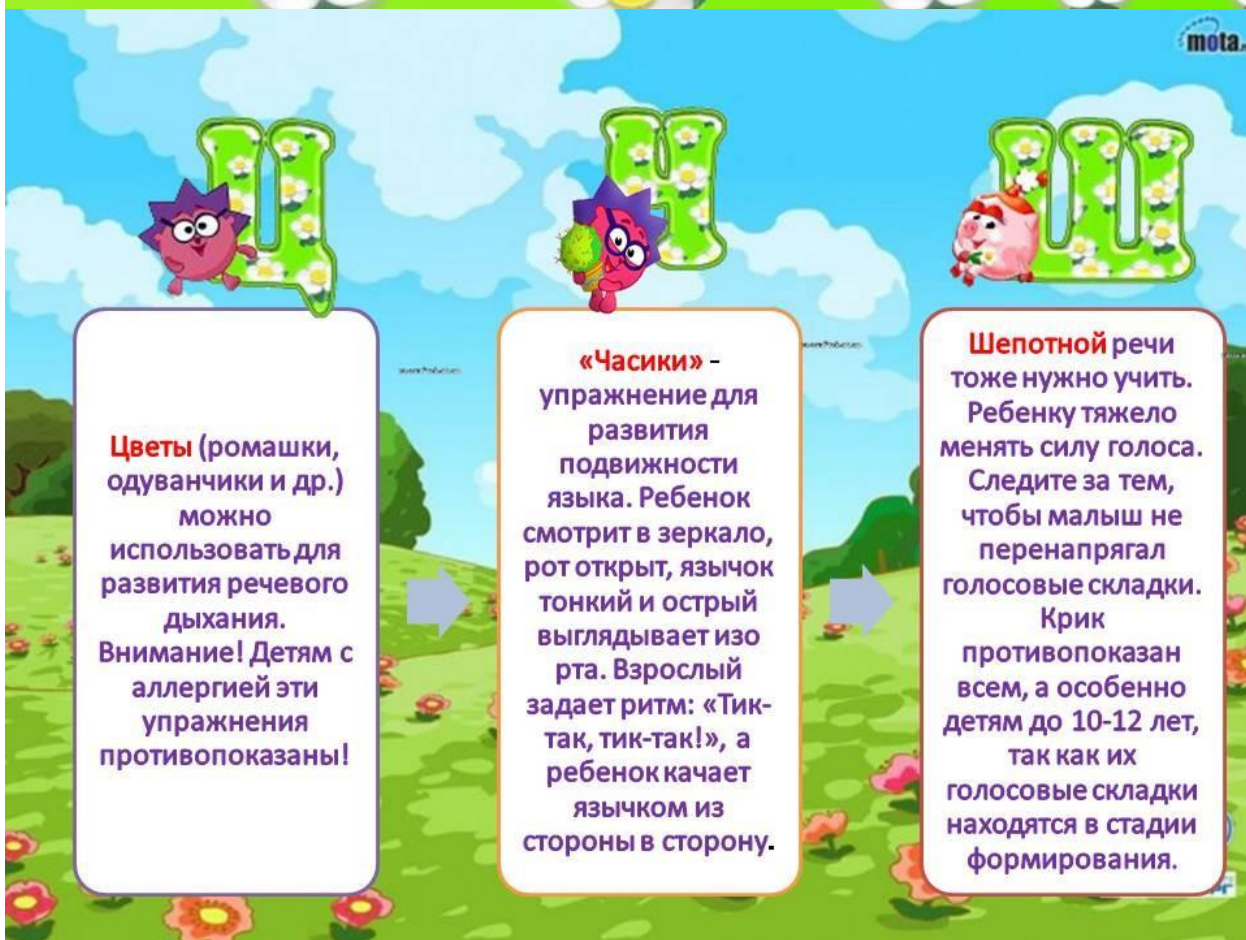 mota.
Ц
Ч
Ш
Цветы (ромашки,
одуванчики и др.)
можно
использовать для
развития речевого
дыхания.
Внимание! Детям с
аллергией эти
упражнения
противопоказаны!
«Часики» -
упражнение для
развития
подвижности
языка. Ребенок
смотрит в зеркало,
рот открыт, язычок
тонкий и острый
выглядывает изо
рта. Взрослый
задает ритм: «Тик-
так, тик-так!», а
ребенок качает
язычком из
стороны в сторону.
Шепотной речи
тоже нужно учить.
Ребенку тяжело
менять силу голоса.
Следите за тем,
чтобы малыш не
перенапрягал
голосовые складки.
Крик
противопоказан
всем, а особенно
детям до 10-12 лет,
так как их
голосовые складки
находятся в стадии
формирования.